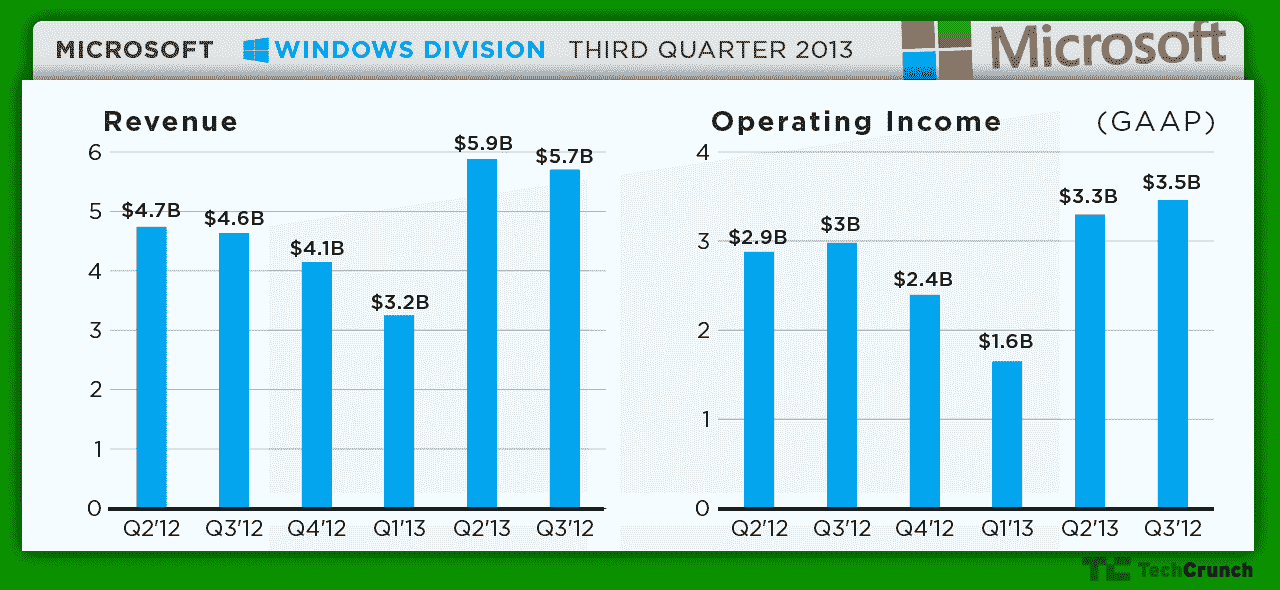 MICROSOFT WINDOWS DIVISION THIRD QUARTER 2013
Microsoft
Revenue
6
5
4
3
2
1
0
$4.7B
$4.6B
$4.1B
$3.2B
$5.9B
$5.7B
Q2'12
Q3'12
Q4'12
Q1'13
Q2'13
Q3'12
Operating Income (GAAP)
4
3
2
1
0
$2.9B
$3B
$2.4B
$1.6B
$3.3B
$3.5B
Q2'12
Q3'12
Q4'12
Q1'13
Q2'13
Q3'12
TC TechCrunch